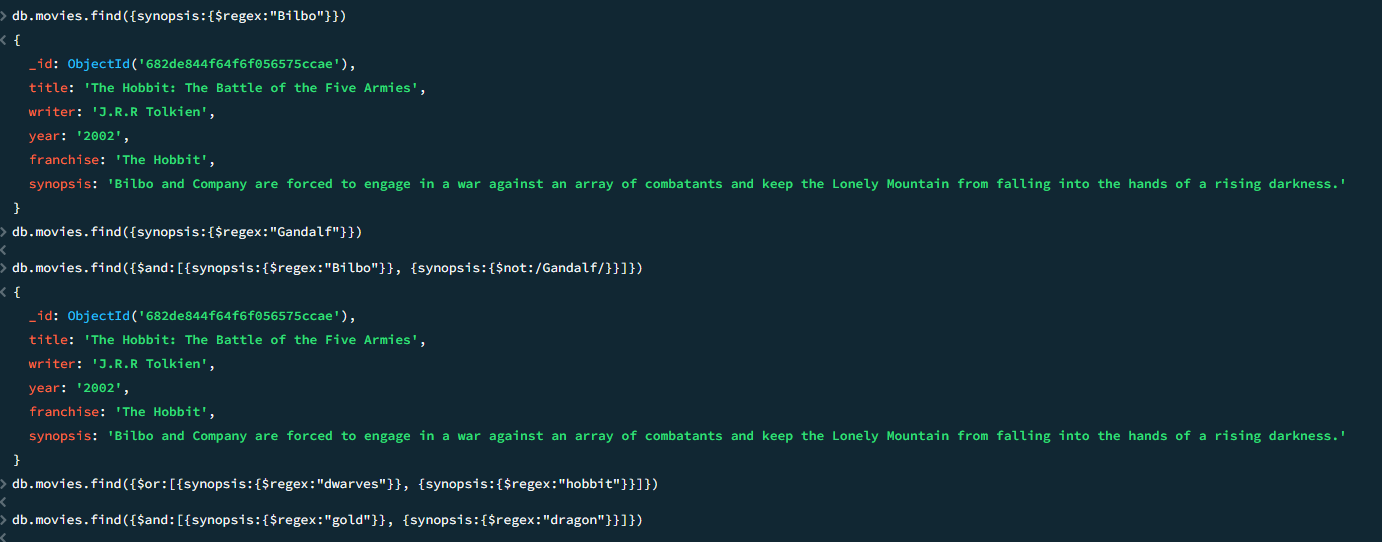 > db.movies.find({synopsis:{$regex:"Bilbo"}})
< {
_id: ObjectId('682de844f64f6f056575ccae'),
title: 'The Hobbit: The Battle of the Five Armies',
writer: 'J.R.R Tolkien',
year: '2002',
franchise: 'The Hobbit',
synopsis: 'Bilbo and Company are forced to engage in a war against an array of combatants and keep the Lonely Mountain from falling into the hands of a rising darkness.'
}
> db.movies.find({synopsis:{$regex:"Gandalf"}})
<
> db.movies.find({$and:[{synopsis:{$regex:"Bilbo"}}, {synopsis:{$not:/Gandalf/}}]})
< {
_id: ObjectId('682de844f64f6f056575ccae'),
title: 'The Hobbit: The Battle of the Five Armies',
writer: 'J.R.R Tolkien',
year: '2002',
franchise: 'The Hobbit',
synopsis: 'Bilbo and Company are forced to engage in a war against an array of combatants and keep the Lonely Mountain from falling into the hands of a rising darkness.'
}
> db.movies.find({$or:[{synopsis:{$regex:"dwarves"}}, {synopsis:{$regex:"hobbit"}}]})
<
> db.movies.find({$and:[{synopsis:{$regex:"gold"}}, {synopsis:{$regex:"dragon"}}]})
<